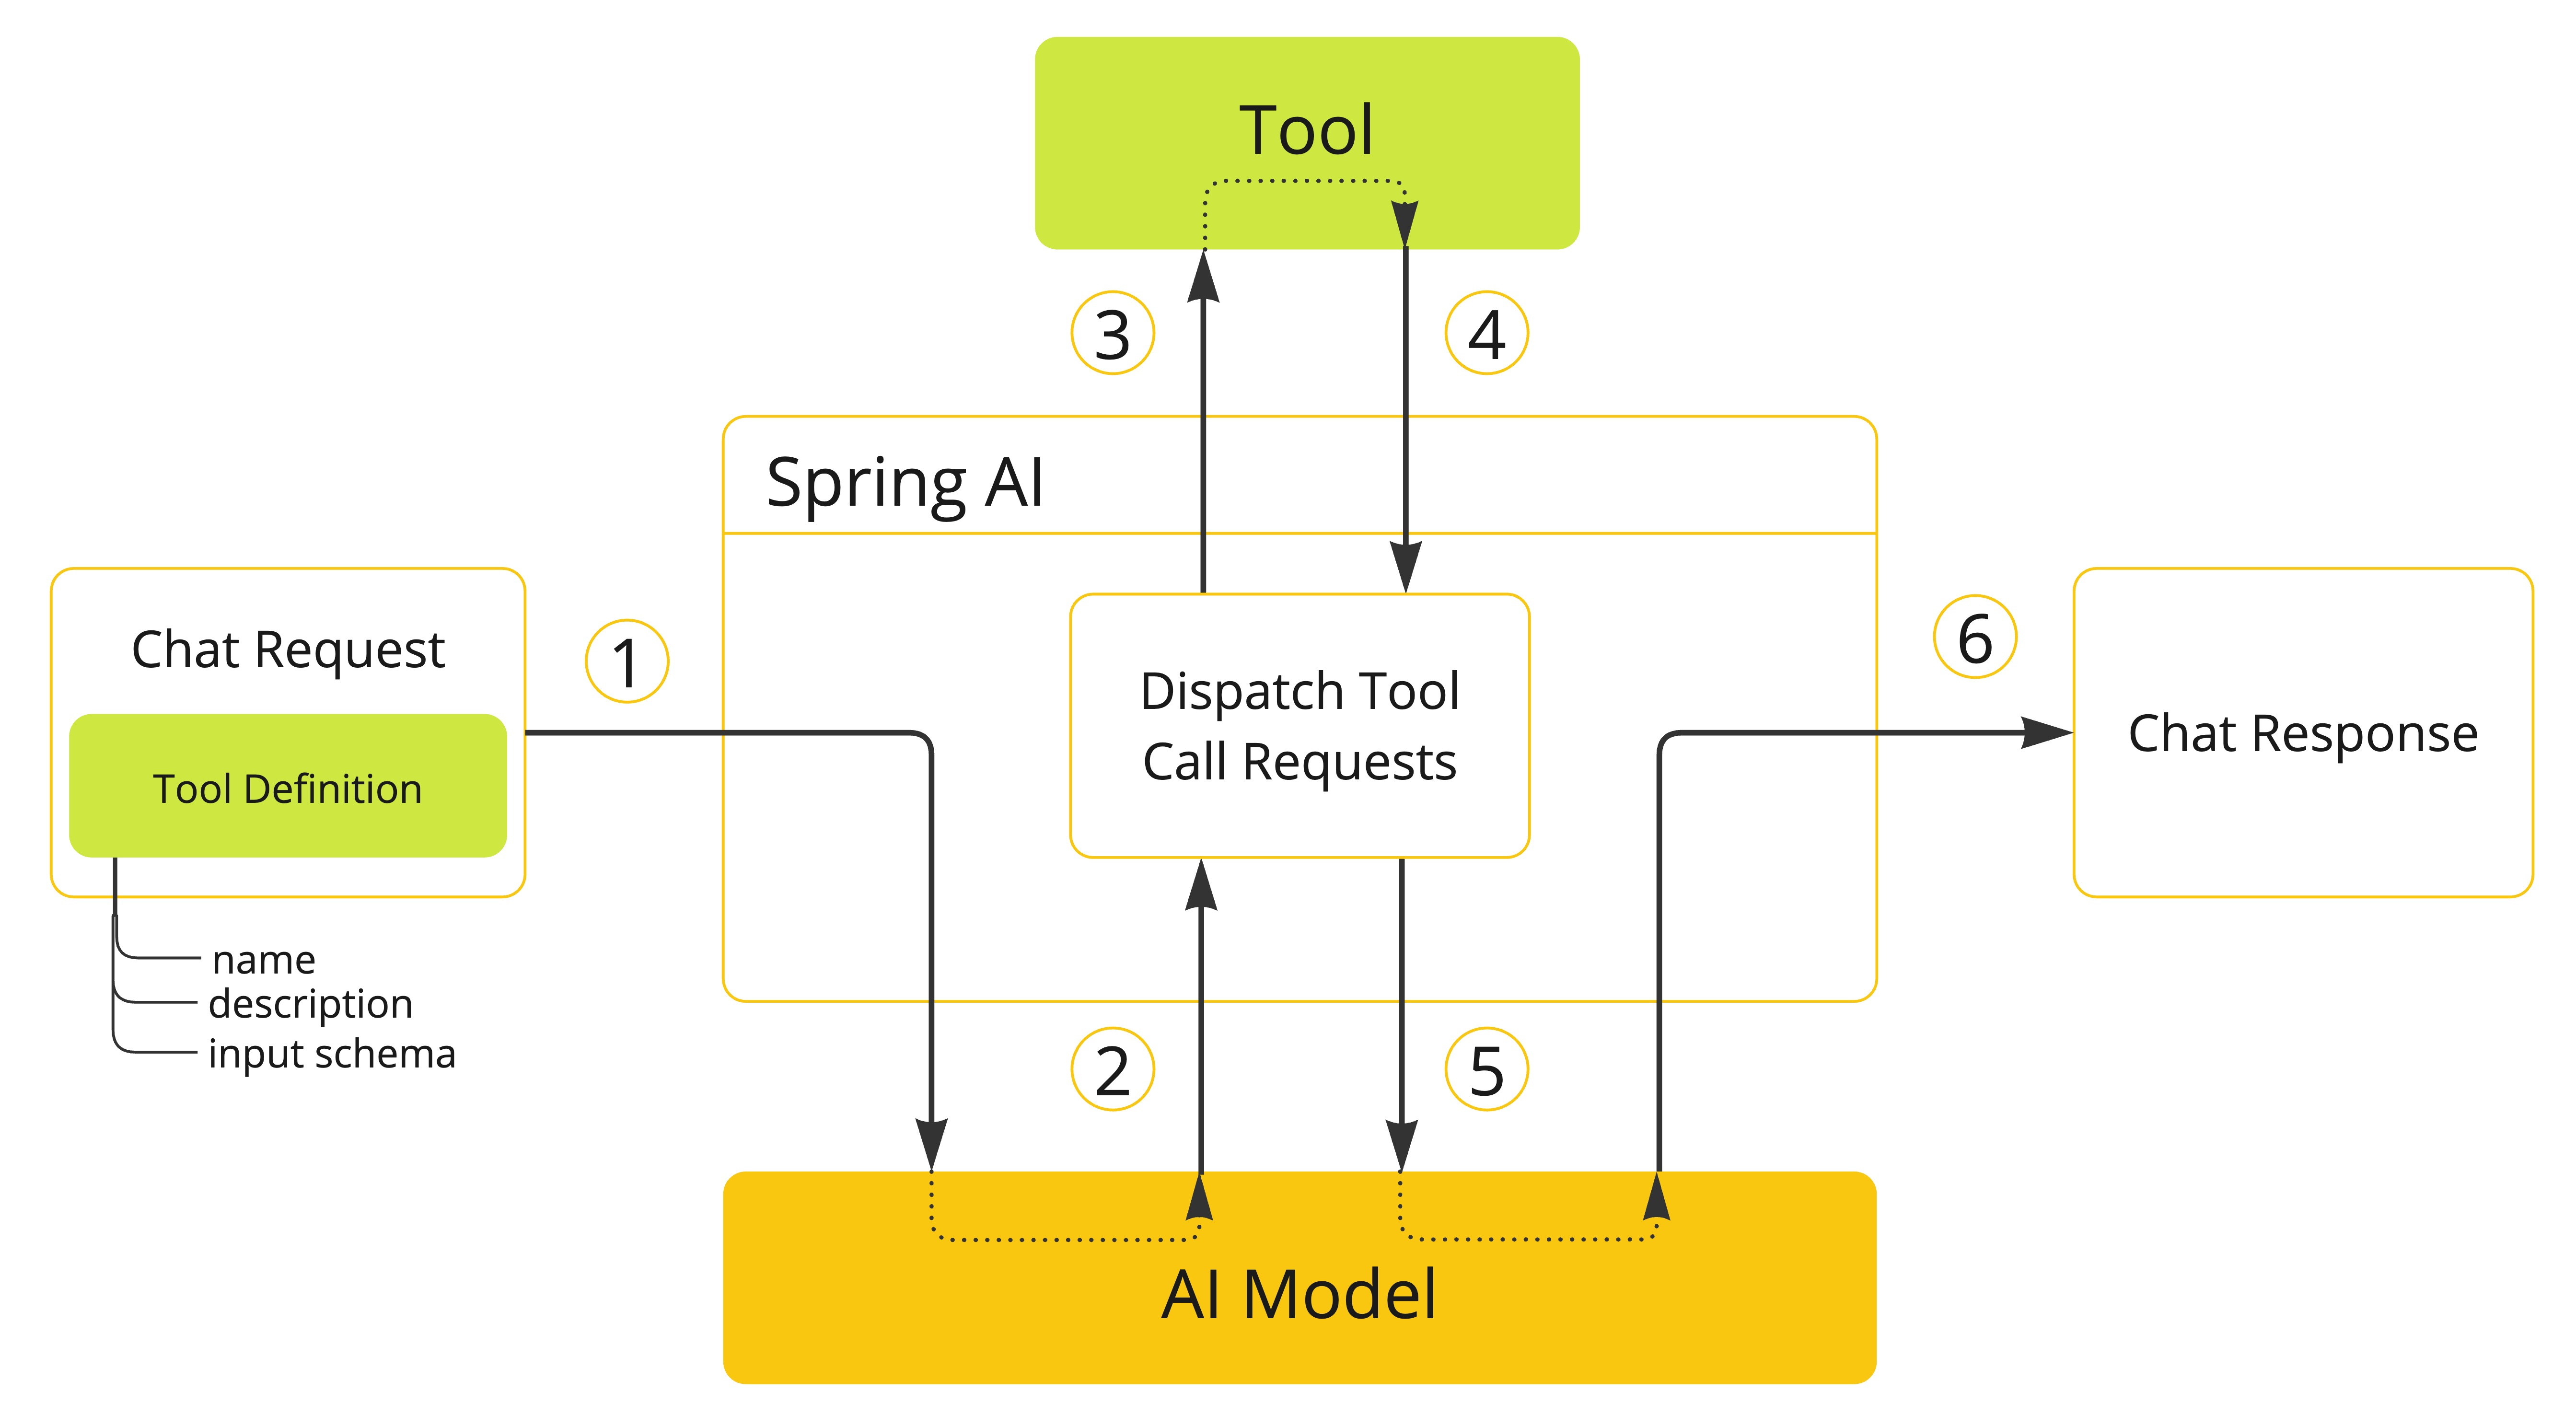 Tool
3
4
Spring AI
Chat Request
Tool Definition
name
description
input schema
1
Dispatch Tool
Call Requests
6
Chat Response
2
5
AI Model